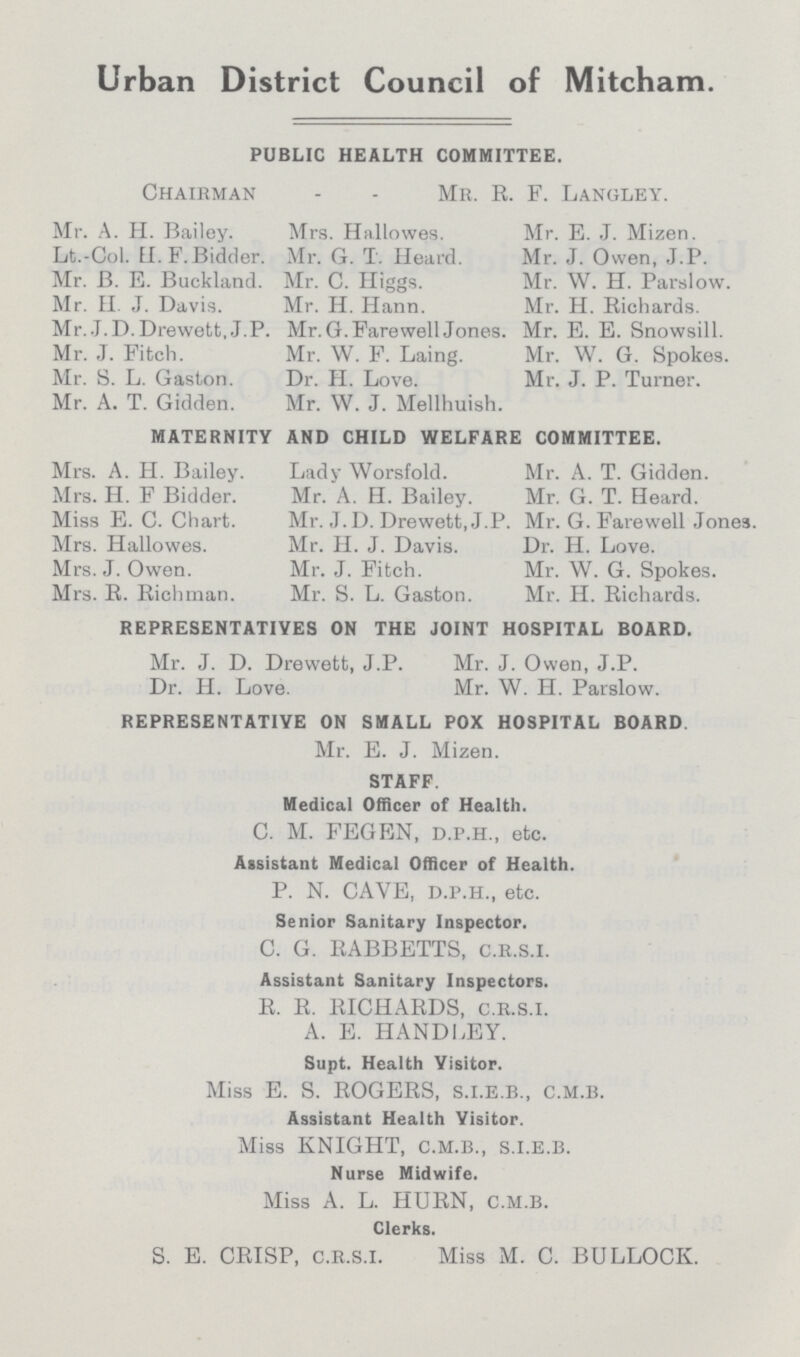 Urban District Council of Mitcham.
PUBLIC HEALTH COMMITTEE.
CHAIRMAN - - MR. R. F. LANGLEY.
Mr. A. H. Bailey. Mrs. Hallowes. Mr. E. J. Mizen.
Lt.-Col. H. F. Bidder. Mr. G. T. Heard. Mr. J. Owen, J.P.
Mr. B. E. Buckland. Mr. C. Higgs. Mr. W. H. Parslow.
Mr. H. J. Davis. Mr. H. Hann. Mr. H. Richards.
Mr. J. D. Drewett, J.P. Mr. G. Farewell Jones. Mr. E. E. Snowsill.
Mr. J. Fitch. Mr. W. F. Laing. Mr. W. G. Spokes.
Mr. S. L. Gaston. Dr. H. Love. Mr. J. P. Turner.
Mr. A. T. Gidden. Mr. W. J. Mellhuish.
MATERNITY AND CHILD WELFARE COMMITTEE.
Mrs. A. H. Bailey. Lady Worsfold. Mr. A. T. Gidden.
Mrs. H. F Bidder. Mr. A. H. Bailey. Mr. G. T. Heard.
Miss E. C. Chart. Mr. J. D. Drewett, J.P. Mr. G. Farewell Jones.
Mrs. Hallowes. Mr. H. J. Davis. Dr. H. Love.
Mrs. J. Owen. Mr. J. Fitch. Mr. W. G. Spokes.
Mrs. R. Richman. Mr. S. L. Gaston. Mr. H. Richards.
REPRESENTATIVES ON THE JOINT HOSPITAL BOARD.
Mr. J. D. Drewett, J.P. Mr. J. Owen, J.P.
Dr. H. Love. Mr. W. H. Parslow.
REPRESENTATIVE ON SMALL POX HOSPITAL BOARD.
Mr. E. J. Mizen.
STAFF.
Medical Officer of Health.
C. M. FEGEN, D.P.H., etc.
Assistant Medical Officer of Health.
P. N. CAVE, D.P.H., etc.
Senior Sanitary Inspector.
C. G. RABBETTS, C.R.S.I.
Assistant Sanitary Inspectors.
R. R. RICHARDS, C.R.S.I.
A. E. HANDLEY.
Supt. Health Visitor.
Miss E. S. ROGERS, S.I.E.B., C.M.B.
Assistant Health Visitor.
Miss KNIGHT, C.M.B., S.I.E.B.
Nurse Midwife.
Miss A. L. HURN, C.M.B.
Clerks.
S. E. CRISP, C.R.S.I. Miss M. C. BULLOCK.